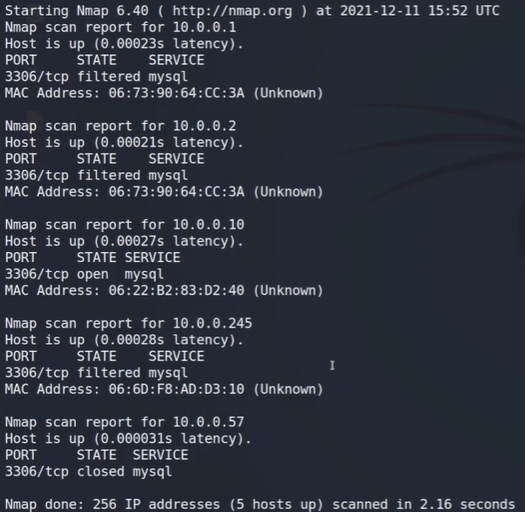 Starting Nmap 6.40 ( http://nmap.org ) at 2021-12-11 15:52 UTC
Nmap scan report for 10.0.0.1
Host is up (0.00023s latency).
PORT     STATE    SERVICE
3306/tcp filtered mysql
MAC Address: 06:73:90:64:CC:3A (Unknown)

Nmap scan report for 10.0.0.2
Host is up (0.00021s latency).
PORT     STATE    SERVICE
3306/tcp filtered mysql
MAC Address: 06:73:90:64:CC:3A (Unknown)

Nmap scan report for 10.0.0.10
Host is up (0.00027s latency).
PORT     STATE SERVICE
3306/tcp open  mysql
MAC Address: 06:22:B2:83:D2:40 (Unknown)

Nmap scan report for 10.0.0.245
Host is up (0.00028s latency).
PORT     STATE    SERVICE
3306/tcp filtered mysql
MAC Address: 06:6D:F8:AD:D3:10 (Unknown)

Nmap scan report for 10.0.0.57
Host is up (0.000031s latency).
PORT     STATE  SERVICE
3306/tcp closed mysql

Nmap done: 256 IP addresses (5 hosts up) scanned in 2.16 seconds